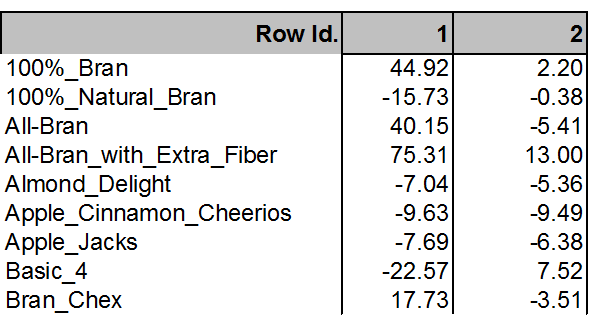 Row Id. 1 2
100%_Bran 44.92 2.20
100%_Natural_Bran -15.73 -0.38
All-Bran 40.15 -5.41
All-Bran_with_Extra_Fiber 75.31 13.00
Almond_Delight -7.04 -5.36
Apple_Cinnamon_Cheerios -9.63 -9.49
Apple_Jacks -7.69 -6.38
Basic_4 -22.57 7.52
Bran_Chex 17.73 -3.51